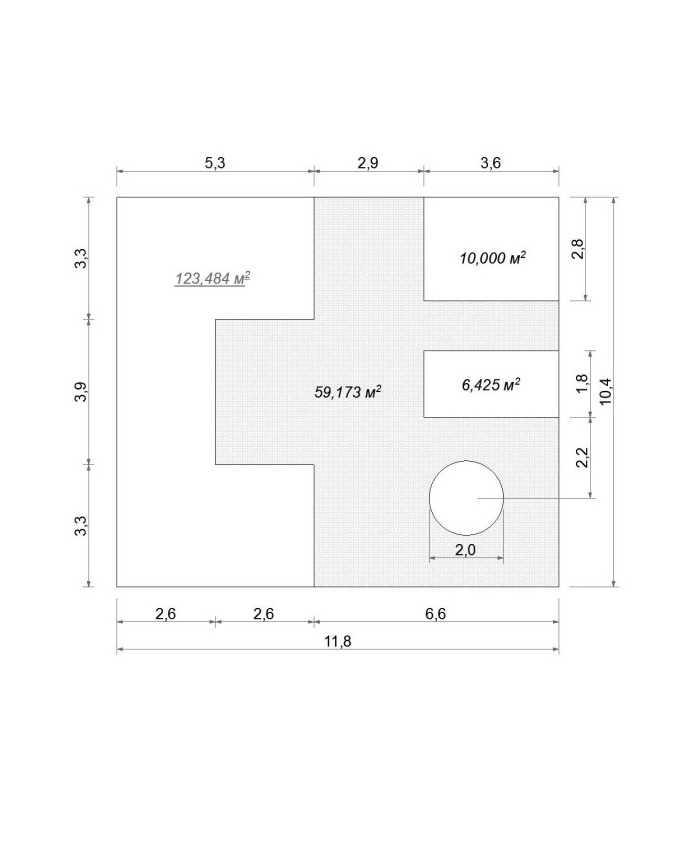 5,3 2,9 3,6
3,3
123,484 м²
10,000 м²
2,8
3,9
59,173 м²
6,425 м²
1,8
10,4
2,2
3,3
2,0
2,6 2,6 6,6
11,8